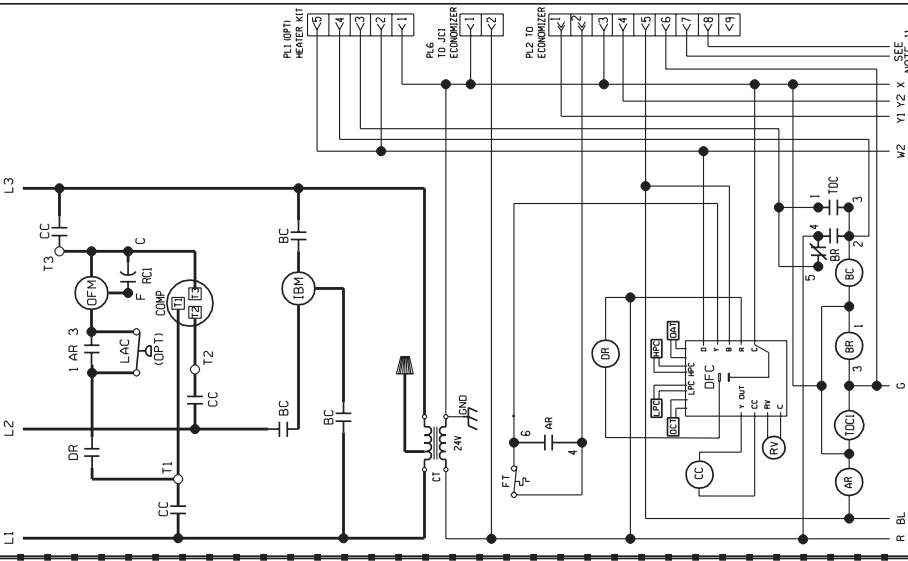 PL1 (OPT)
HEATER KIT
<5
<4
<3
<2
<1
PL6
TO JCI
ECONOMIZER
<1
<2
PL2 TO
ECONOMIZER
<1
<2
<3
<4
<5
<6
<7
<8
<9
SEE
NOTE 11
X
Y2
Y1
W2
G
BL
R
L3
L2
L1
CC
T3
OFM
C
RC1
F
COMP
T1
T2
T3
1 (AR 3
LAC
(OPT)
T2
CC
DR
T1
CC
BC
IBM
BC
BC
CT
24V
GND
FT
6
AR
4
DR
OAT
HPC
LPC
OCT
HPC
LPC
DFC
D
Y
B
R
C
Y OUT
CC
RV
C
CC
RV
1
TDC
3
4
BR
5
2
BC
1
BR
3
TDC1
AR